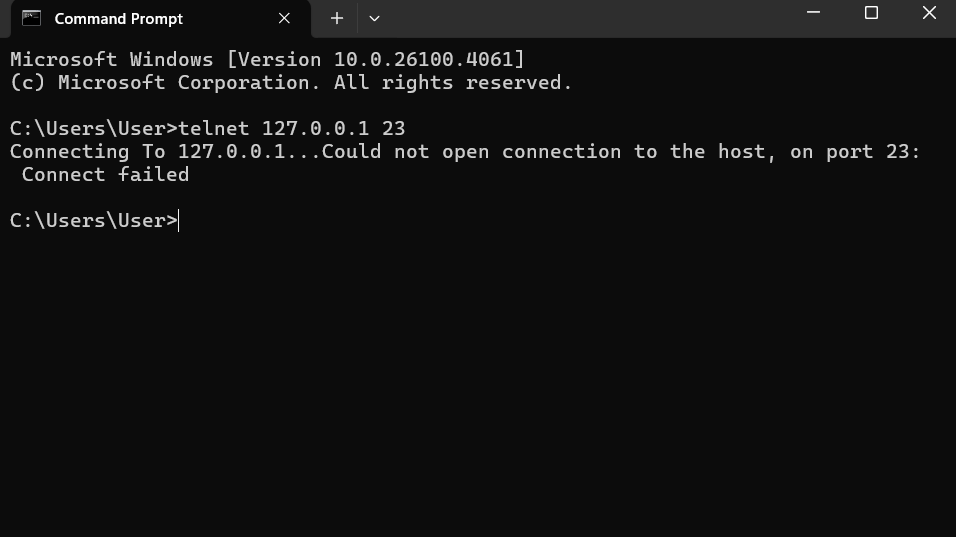 Command Prompt
Microsoft Windows [Version 10.0.26100.4061]
(c) Microsoft Corporation. All rights reserved.
C:\Users\User>telnet 127.0.0.1 23
Connecting To 127.0.0.1...Could not open connection to the host, on port 23:
 Connect failed
C:\Users\User>